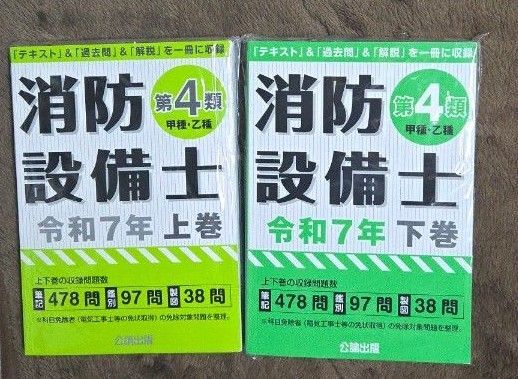 「テキスト」&「過去問」&「解説」を一冊に収録
消防
第4類
甲種・乙種
設備士
令和7年 上巻
上下巻の収録問題数
筆記 478問 鑑別 97問 製図 38問
※科目免除者(電気工事士等の免状取得)の免除対象問題を整理。
公論出版
「テキスト」&「過去問」&「解説」を一冊に収録
消防
第4類
甲種・乙種
設備士
令和7年 下巻
上下巻の収録問題数
筆記 478問 鑑別 97問 製図 38問
※科目免除者(電気工事士等の免状取得)の免除対象問題を整理。
公論出版